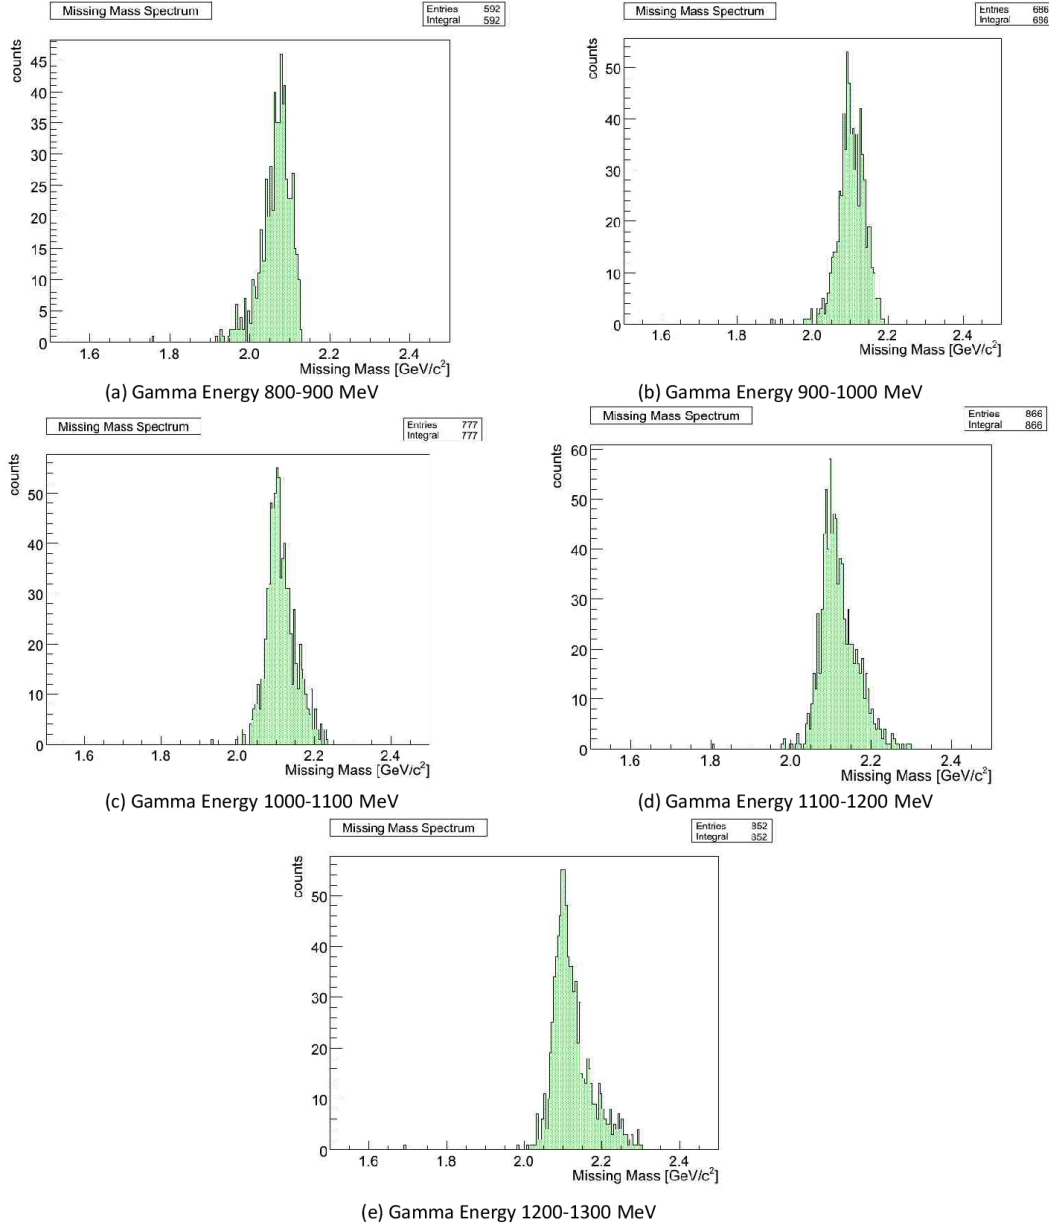 Missing Mass Spectrum
Entries 592
Integral 592
counts
45
40
35
30
25
20
15
10
5
0
1.6 1.8 2.0 2.2 2.4
Missing Mass [GeV/c²]
(a) Gamma Energy 800-900 MeV
Missing Mass Spectrum
Entries 686
Integral 686
counts
50
40
30
20
10
0
1.6 1.8 2.0 2.2 2.4
Missing Mass [GeV/c²]
(b) Gamma Energy 900-1000 MeV
Missing Mass Spectrum
Entries 777
Integral 777
counts
50
40
30
20
10
0
1.6 1.8 2.0 2.2 2.4
Missing Mass [GeV/c²]
(c) Gamma Energy 1000-1100 MeV
Missing Mass Spectrum
Entries 866
Integral 866
counts
60
50
40
30
20
10
0
1.6 1.8 2.0 2.2 2.4
Missing Mass [GeV/c²]
(d) Gamma Energy 1100-1200 MeV
Missing Mass Spectrum
Entries 852
Integral 852
counts
50
40
30
20
10
0
1.6 1.8 2.0 2.2 2.4
Missing Mass [GeV/c²]
(e) Gamma Energy 1200-1300 MeV